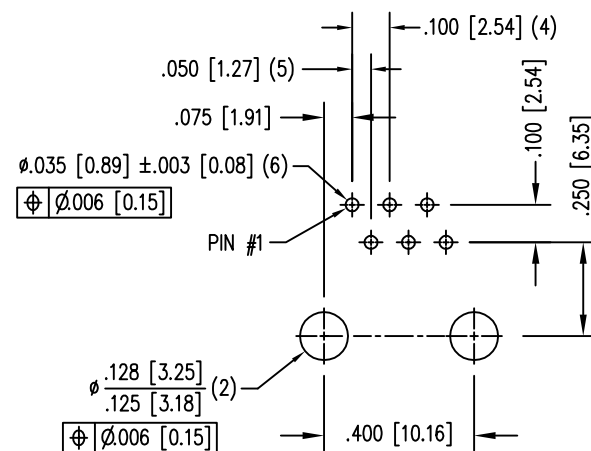 .100 [2.54] (4)
.050 [1.27] (5)
.075 [1.91]
.100 [2.54]
.250 [6.35]
⌀.035 [0.89] ±.003 [0.08] (6)
⌖ ⌀.006 [0.15]
PIN #1
⌀ .128 [3.25]
.125 [3.18] (2)
⌖ ⌀.006 [0.15]
.400 [10.16]